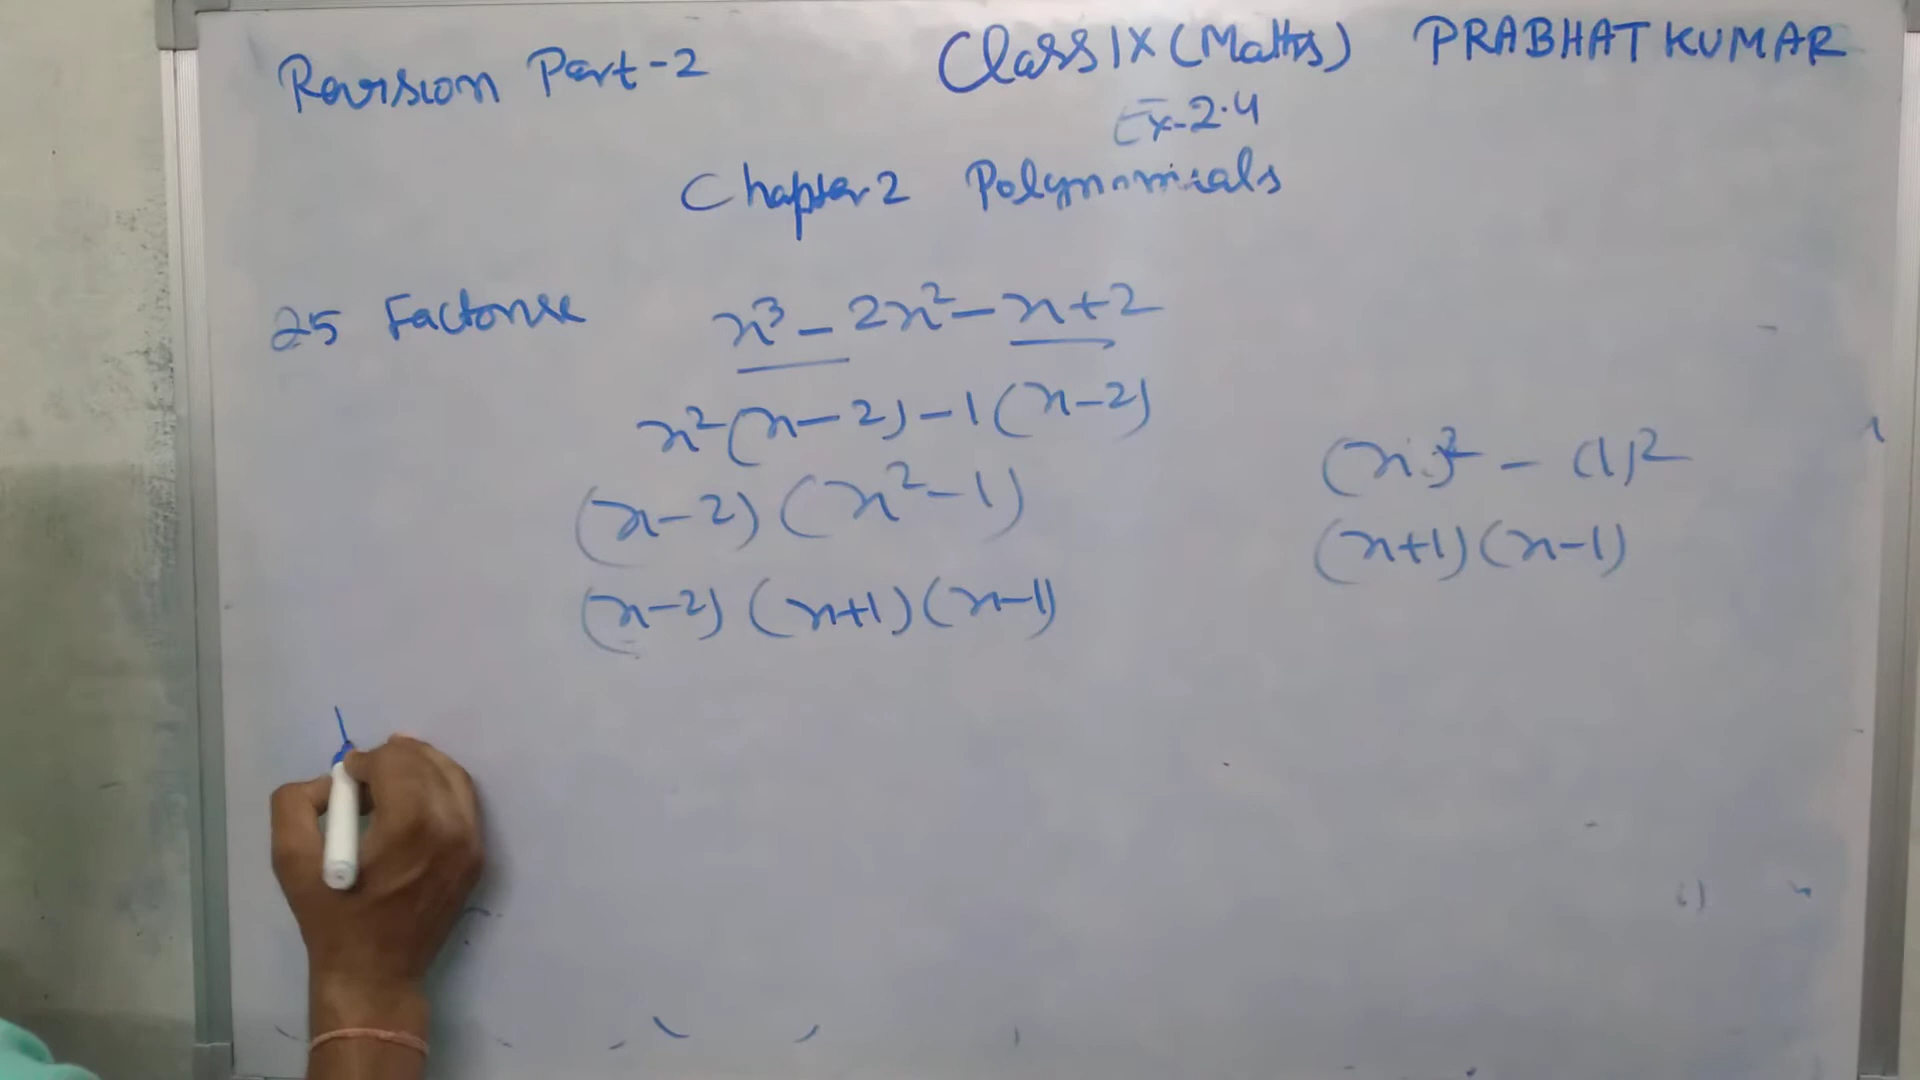 Revision Part-2 Class IX (Maths) PRABHAT KUMAR
Ex-2.4
Chapter 2 Polynomials
25 Factorise x³ - 2x² - x + 2
x²(x-2) -1(x-2)
(x-2) (x²-1)
(x-2) (x+1) (x-1)
(x)² - (1)²
(x+1) (x-1)